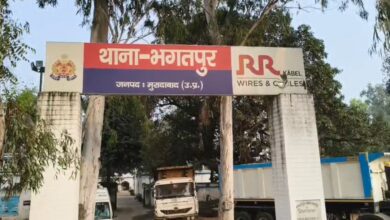 थाना-भगतपुर
जनपद : मुरादाबाद (उ.प्र.)
RR
KABEL
WIRES & CABLES